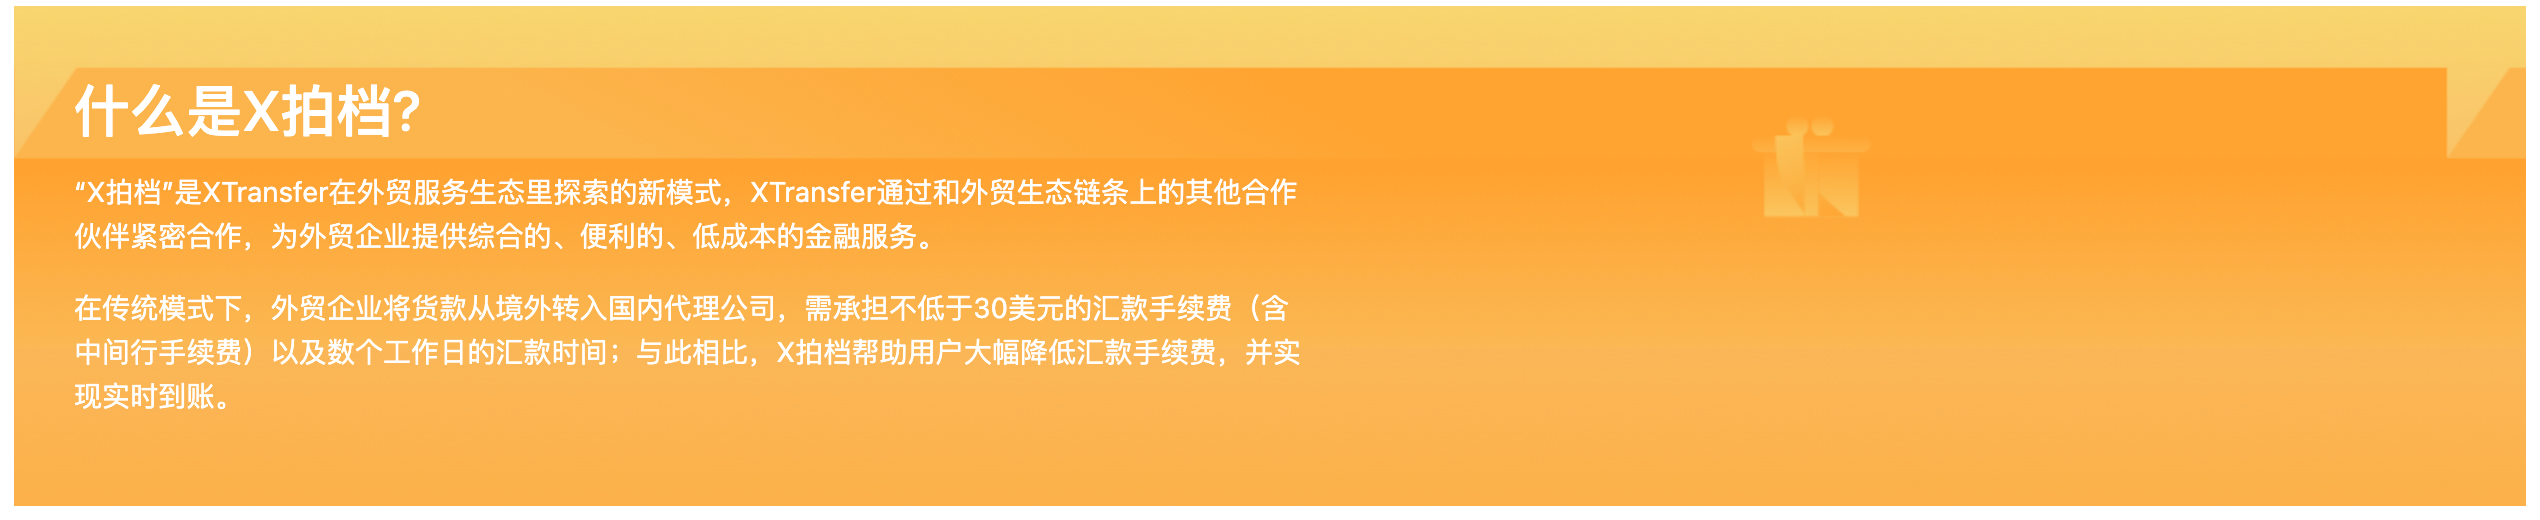 什么是X拍档?
“X拍档”是XTransfer在外贸服务生态里探索的新模式，XTransfer通过和外贸生态链条上的其他合作
伙伴紧密合作，为外贸企业提供综合的、便利的、低成本的金融服务。
在传统模式下，外贸企业将货款从境外转入国内代理公司，需承担不低于30美元的汇款手续费（含
中间行手续费）以及数个工作日的汇款时间；与此相比，X拍档帮助用户大幅降低汇款手续费，并实
现实时到账。